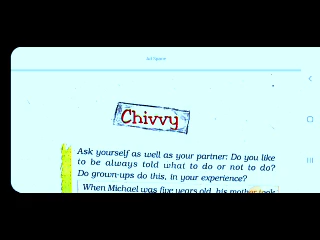 Ad Space
Chivvy
Ask yourself as well as your partner: Do you like
to be always told what to do or not to do?
Do grown-ups do this, in your experience?
When Michael was five years old, his mother took